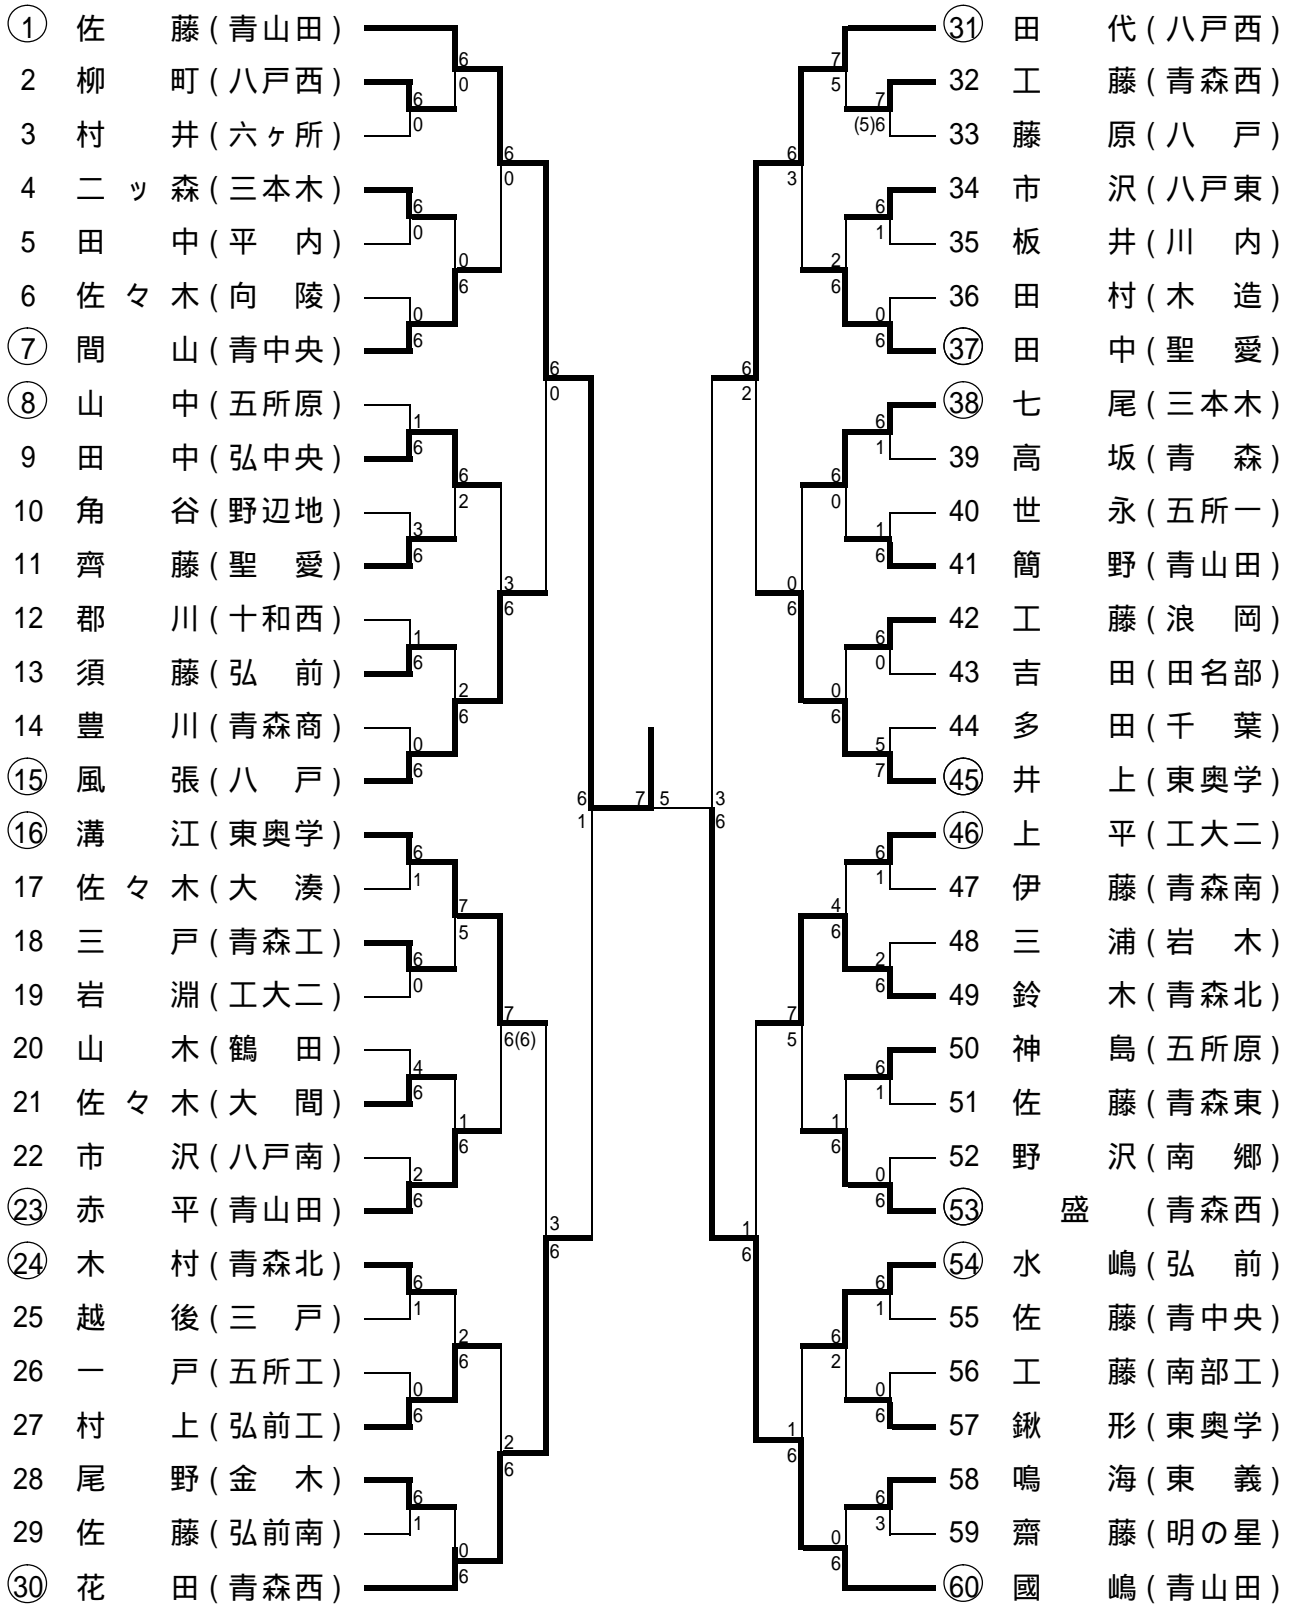 ① 佐 藤 ( 青山田 )
2 柳 町 ( 八戸西 )
3 村 井 ( 六ヶ所 )
4 二 ッ 森 ( 三本木 )
5 田 中 ( 平 内 )
6 佐 々 木 ( 向 陵 )
⑦ 間 山 ( 青中央 )
⑧ 山 中 ( 五所原 )
9 田 中 ( 弘中央 )
10 角 谷 ( 野辺地 )
11 齊 藤 ( 聖 愛 )
12 郡 川 ( 十和西 )
13 須 藤 ( 弘 前 )
14 豊 川 ( 青森商 )
⑮ 風 張 ( 八 戸 )
⑯ 溝 江 ( 東奥学 )
17 佐 々 木 ( 大 湊 )
18 三 戸 ( 青森工 )
19 岩 淵 ( 工大二 )
20 山 木 ( 鶴 田 )
21 佐 々 木 ( 大 間 )
22 市 沢 ( 八戸南 )
㉓ 赤 平 ( 青山田 )
㉔ 木 村 ( 青森北 )
25 越 後 ( 三 戸 )
26 一 戸 ( 五所工 )
27 村 上 ( 弘前工 )
28 尾 野 ( 金 木 )
29 佐 藤 ( 弘前南 )
㉚ 花 田 ( 青森西 )
6
0
6
0
6
0
6
0
0
6
0
6
6
0
1
6
6
2
3
6
3
6
1
6
2
6
0
6
6
1
6
1
7
5
6
0
7
6(6)
4
6
1
6
2
6
3
6
6
1
2
6
0
6
2
6
6
1
0
6
7 5
3
6
7
5
7
(5)6
6
3
6
1
2
6
0
6
6
2
6
1
6
0
1
6
0
6
6
0
0
6
5
7
6
1
4
6
2
6
7
5
6
1
1
6
0
6
1
6
6
1
6
2
0
6
1
6
6
3
0
6
㉛ 田 代 ( 八戸西 )
32 工 藤 ( 青森西 )
33 藤 原 ( 八 戸 )
34 市 沢 ( 八戸東 )
35 板 井 ( 川 内 )
36 田 村 ( 木 造 )
㊲ 田 中 ( 聖 愛 )
㊳ 七 尾 ( 三本木 )
39 高 坂 ( 青 森 )
40 世 永 ( 五所一 )
41 簡 野 ( 青山田 )
42 工 藤 ( 浪 岡 )
43 吉 田 ( 田名部 )
44 多 田 ( 千 葉 )
㊺ 井 上 ( 東奥学 )
㊻ 上 平 ( 工大二 )
47 伊 藤 ( 青森南 )
48 三 浦 ( 岩 木 )
49 鈴 木 ( 青森北 )
50 神 島 ( 五所原 )
51 佐 藤 ( 青森東 )
52 野 沢 ( 南 郷 )
53 盛 ( 青森西 )
54 水 嶋 ( 弘 前 )
55 佐 藤 ( 青中央 )
56 工 藤 ( 南部工 )
57 鍬 形 ( 東奥学 )
58 鳴 海 ( 東 義 )
59 齋 藤 ( 明の星 )
60 國 嶋 ( 青山田 )